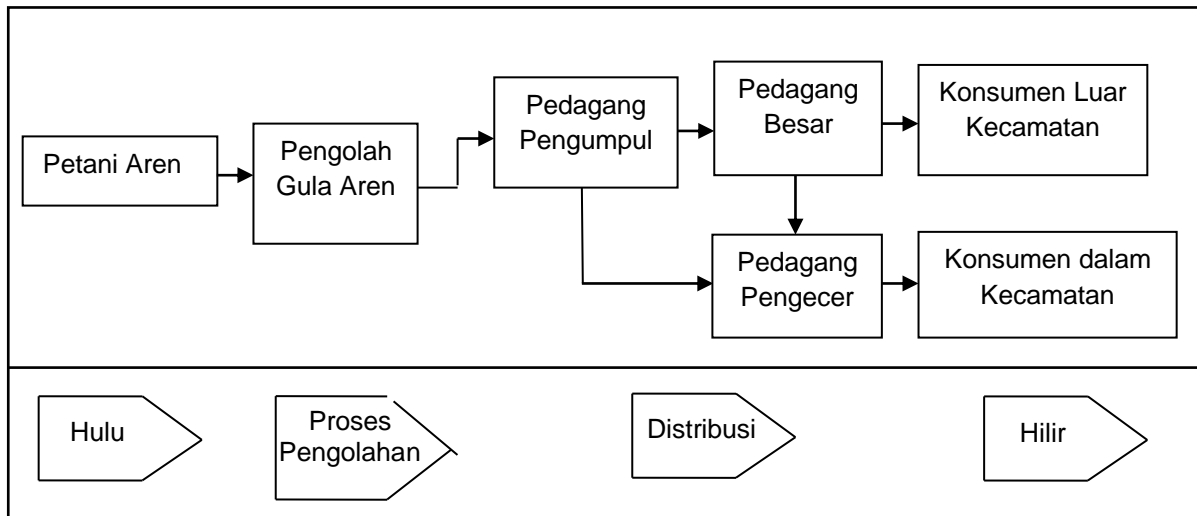 Petani Aren
Pengolah
Gula Aren
Pedagang
Pengumpul
Pedagang
Besar
Konsumen Luar
Kecamatan
Pedagang
Pengecer
Konsumen dalam
Kecamatan
Hulu
Proses
Pengolahan
Distribusi
Hilir